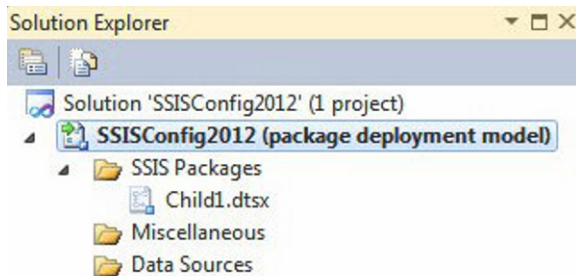 Solution Explorer
Solution 'SSISConfig2012' (1 project)
SSISConfig2012 (package deployment model)
SSIS Packages
Child1.dtsx
Miscellaneous
Data Sources